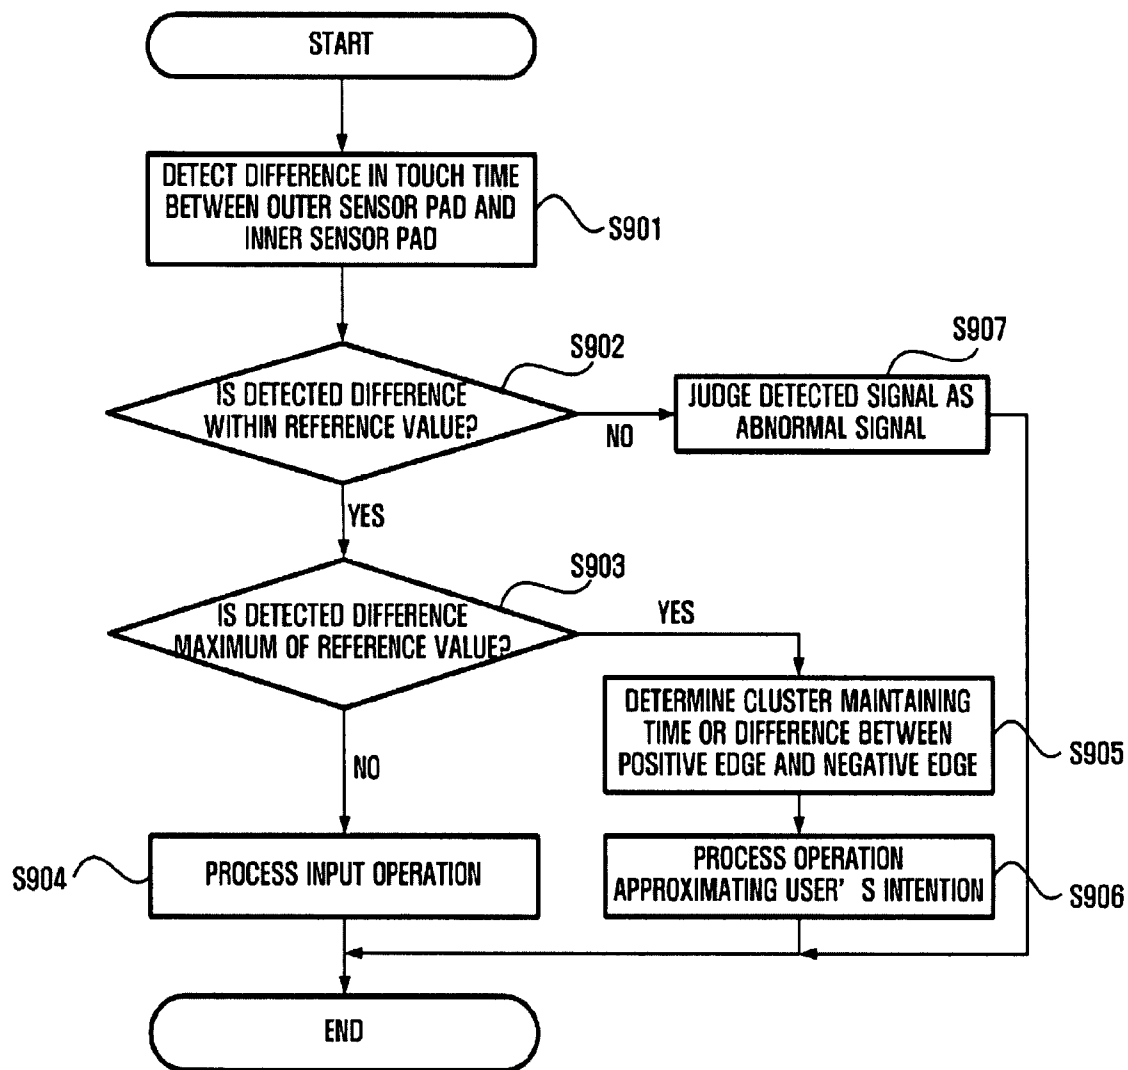 START
DETECT DIFFERENCE IN TOUCH TIME
BETWEEN OUTER SENSOR PAD AND
INNER SENSOR PAD
S901
S902
IS DETECTED DIFFERENCE
WITHIN REFERENCE VALUE?
NO
S907
JUDGE DETECTED SIGNAL AS
ABNORMAL SIGNAL
YES
S903
IS DETECTED DIFFERENCE
MAXIMUM OF REFERENCE VALUE?
YES
DETERMINE CLUSTER MAINTAINING
TIME OR DIFFERENCE BETWEEN
POSITIVE EDGE AND NEGATIVE EDGE
S905
NO
S904
PROCESS INPUT OPERATION
PROCESS OPERATION
APPROXIMATING USER' S INTENTION
S906
END